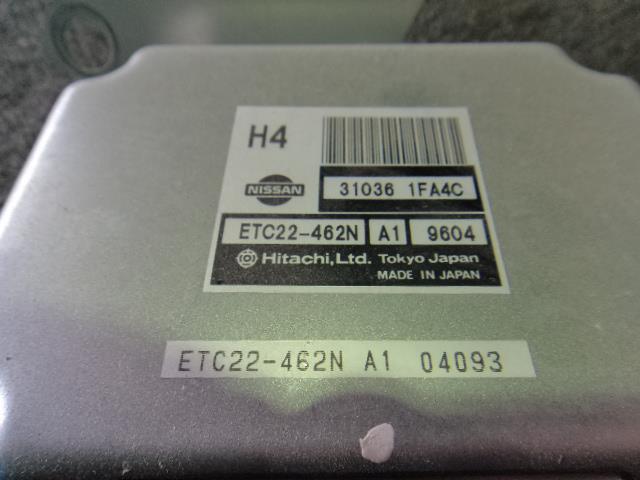 H4
NISSAN
31036 1FA4C
ETC22-462N A1 9604
Hitachi,Ltd. Tokyo Japan
MADE IN JAPAN
ETC22-462N A1 04093